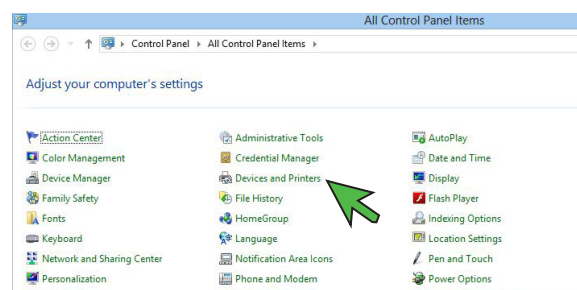 All Control Panel Items
Control Panel All Control Panel Items
Adjust your computer's settings
Action Center Administrative Tools AutoPlay
Color Management Credential Manager Date and Time
Device Manager Devices and Printers Display
Family Safety File History Flash Player
Fonts HomeGroup Indexing Options
Keyboard Language Location Settings
Network and Sharing Center Notification Area Icons Pen and Touch
Personalization Phone and Modem Power Options